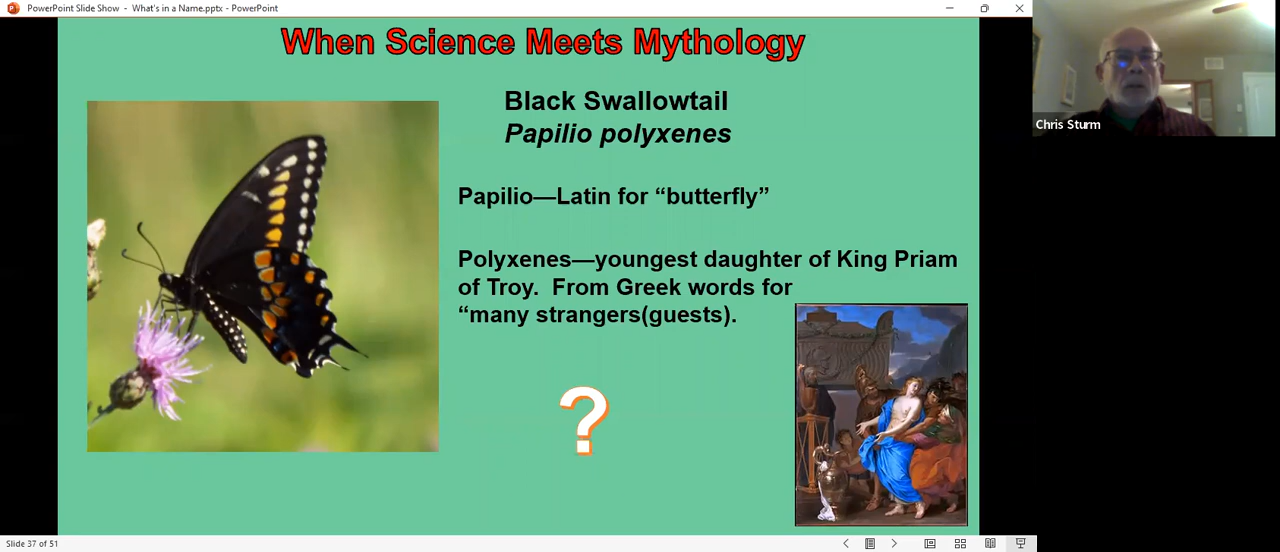 PowerPoint Slide Show - What's in a Name.pptx - PowerPoint
When Science Meets Mythology
Black Swallowtail
Papilio polyxenes
Papilio—Latin for “butterfly”
Polyxenes—youngest daughter of King Priam
of Troy. From Greek words for
“many strangers(guests).
?
Chris Sturm
Slide 37 of 51